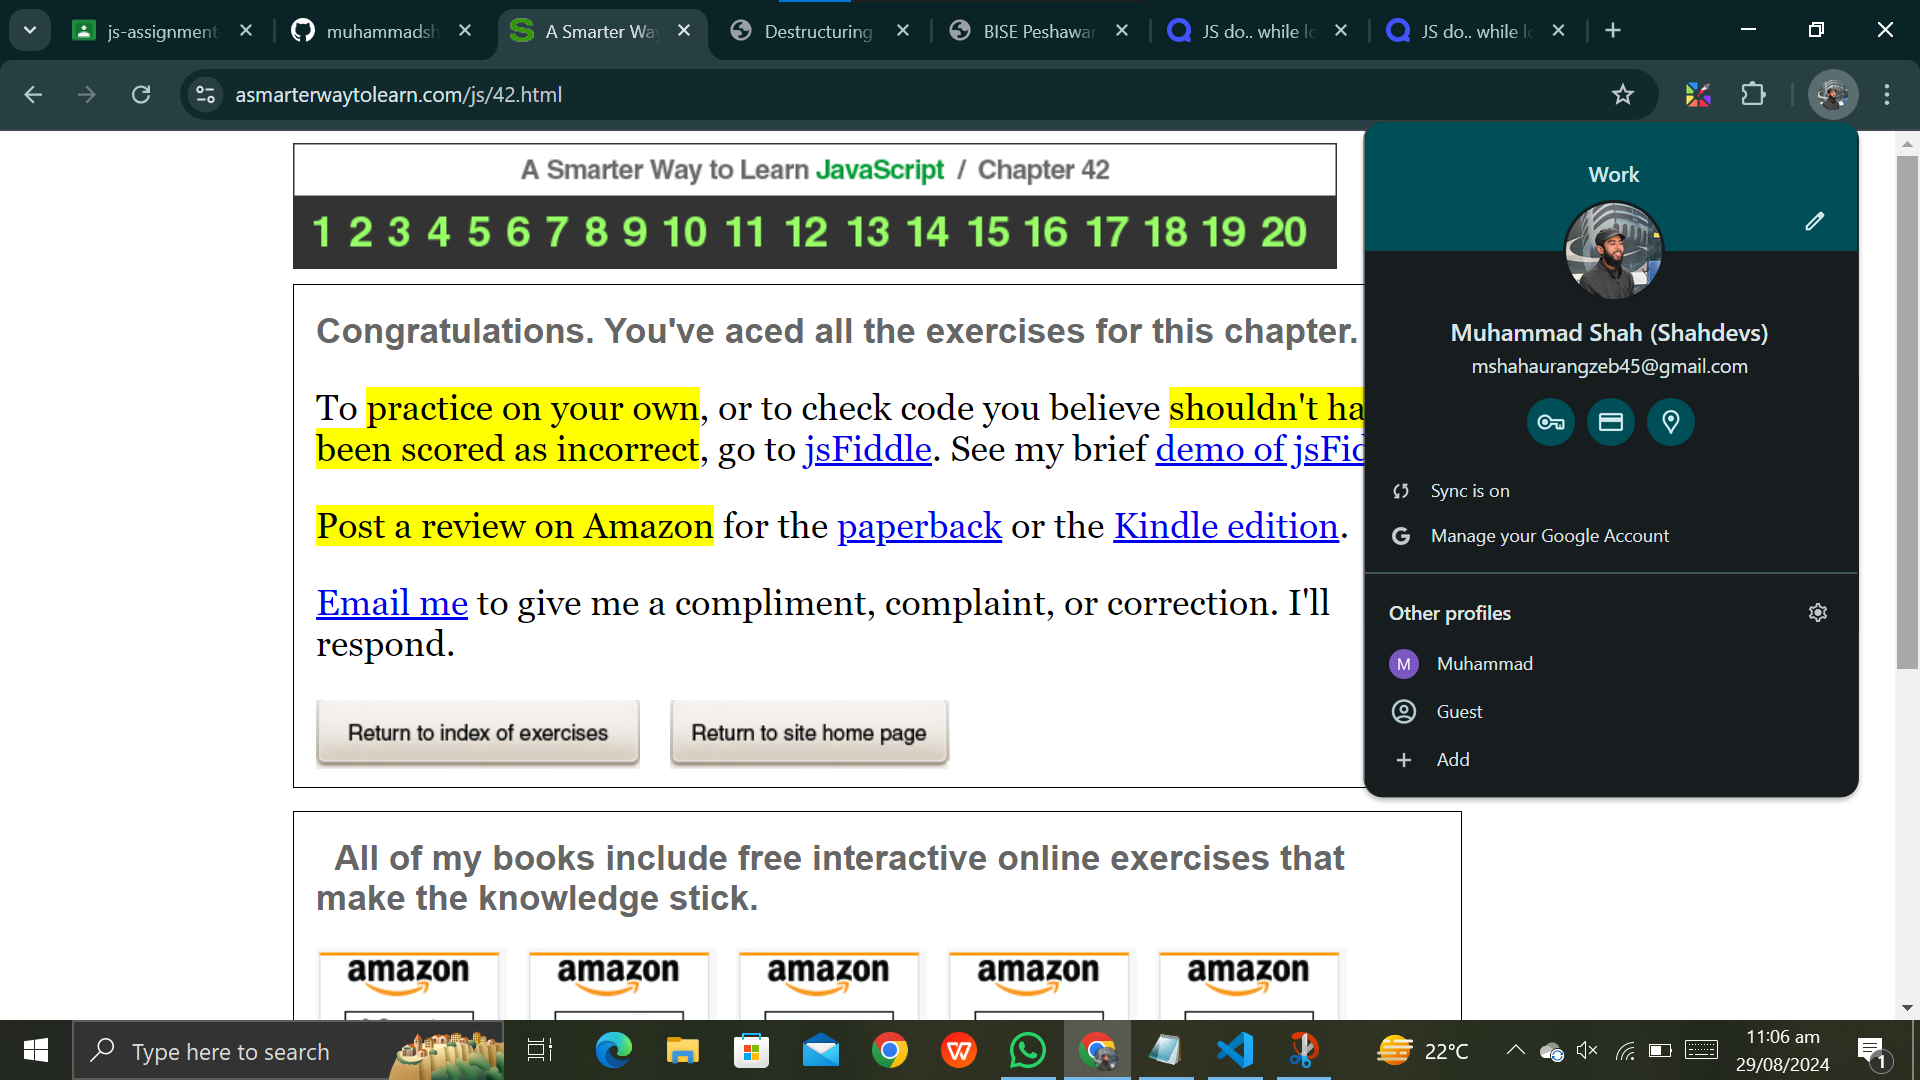 js-assignment
muhammadsh
A Smarter Way
Destructuring
BISE Peshawar
JS do.. while lo
JS do.. while lo
asmarterwaytolearn.com/js/42.html
A Smarter Way to Learn JavaScript / Chapter 42
1 2 3 4 5 6 7 8 9 10 11 12 13 14 15 16 17 18 19 20
Congratulations. You've aced all the exercises for this chapter.
To practice on your own, or to check code you believe shouldn't ha
been scored as incorrect, go to jsFiddle. See my brief demo of jsFid
Post a review on Amazon for the paperback or the Kindle edition.
Email me to give me a compliment, complaint, or correction. I'll
respond.
Return to index of exercises
Return to site home page
All of my books include free interactive online exercises that
make the knowledge stick.
amazon
amazon
amazon
amazon
amazon
Work
Muhammad Shah (Shahdevs)
mshahaurangzeb45@gmail.com
Sync is on
Manage your Google Account
Other profiles
M Muhammad
Guest
Add
Type here to search
22°C
11:06 am
29/08/2024
1